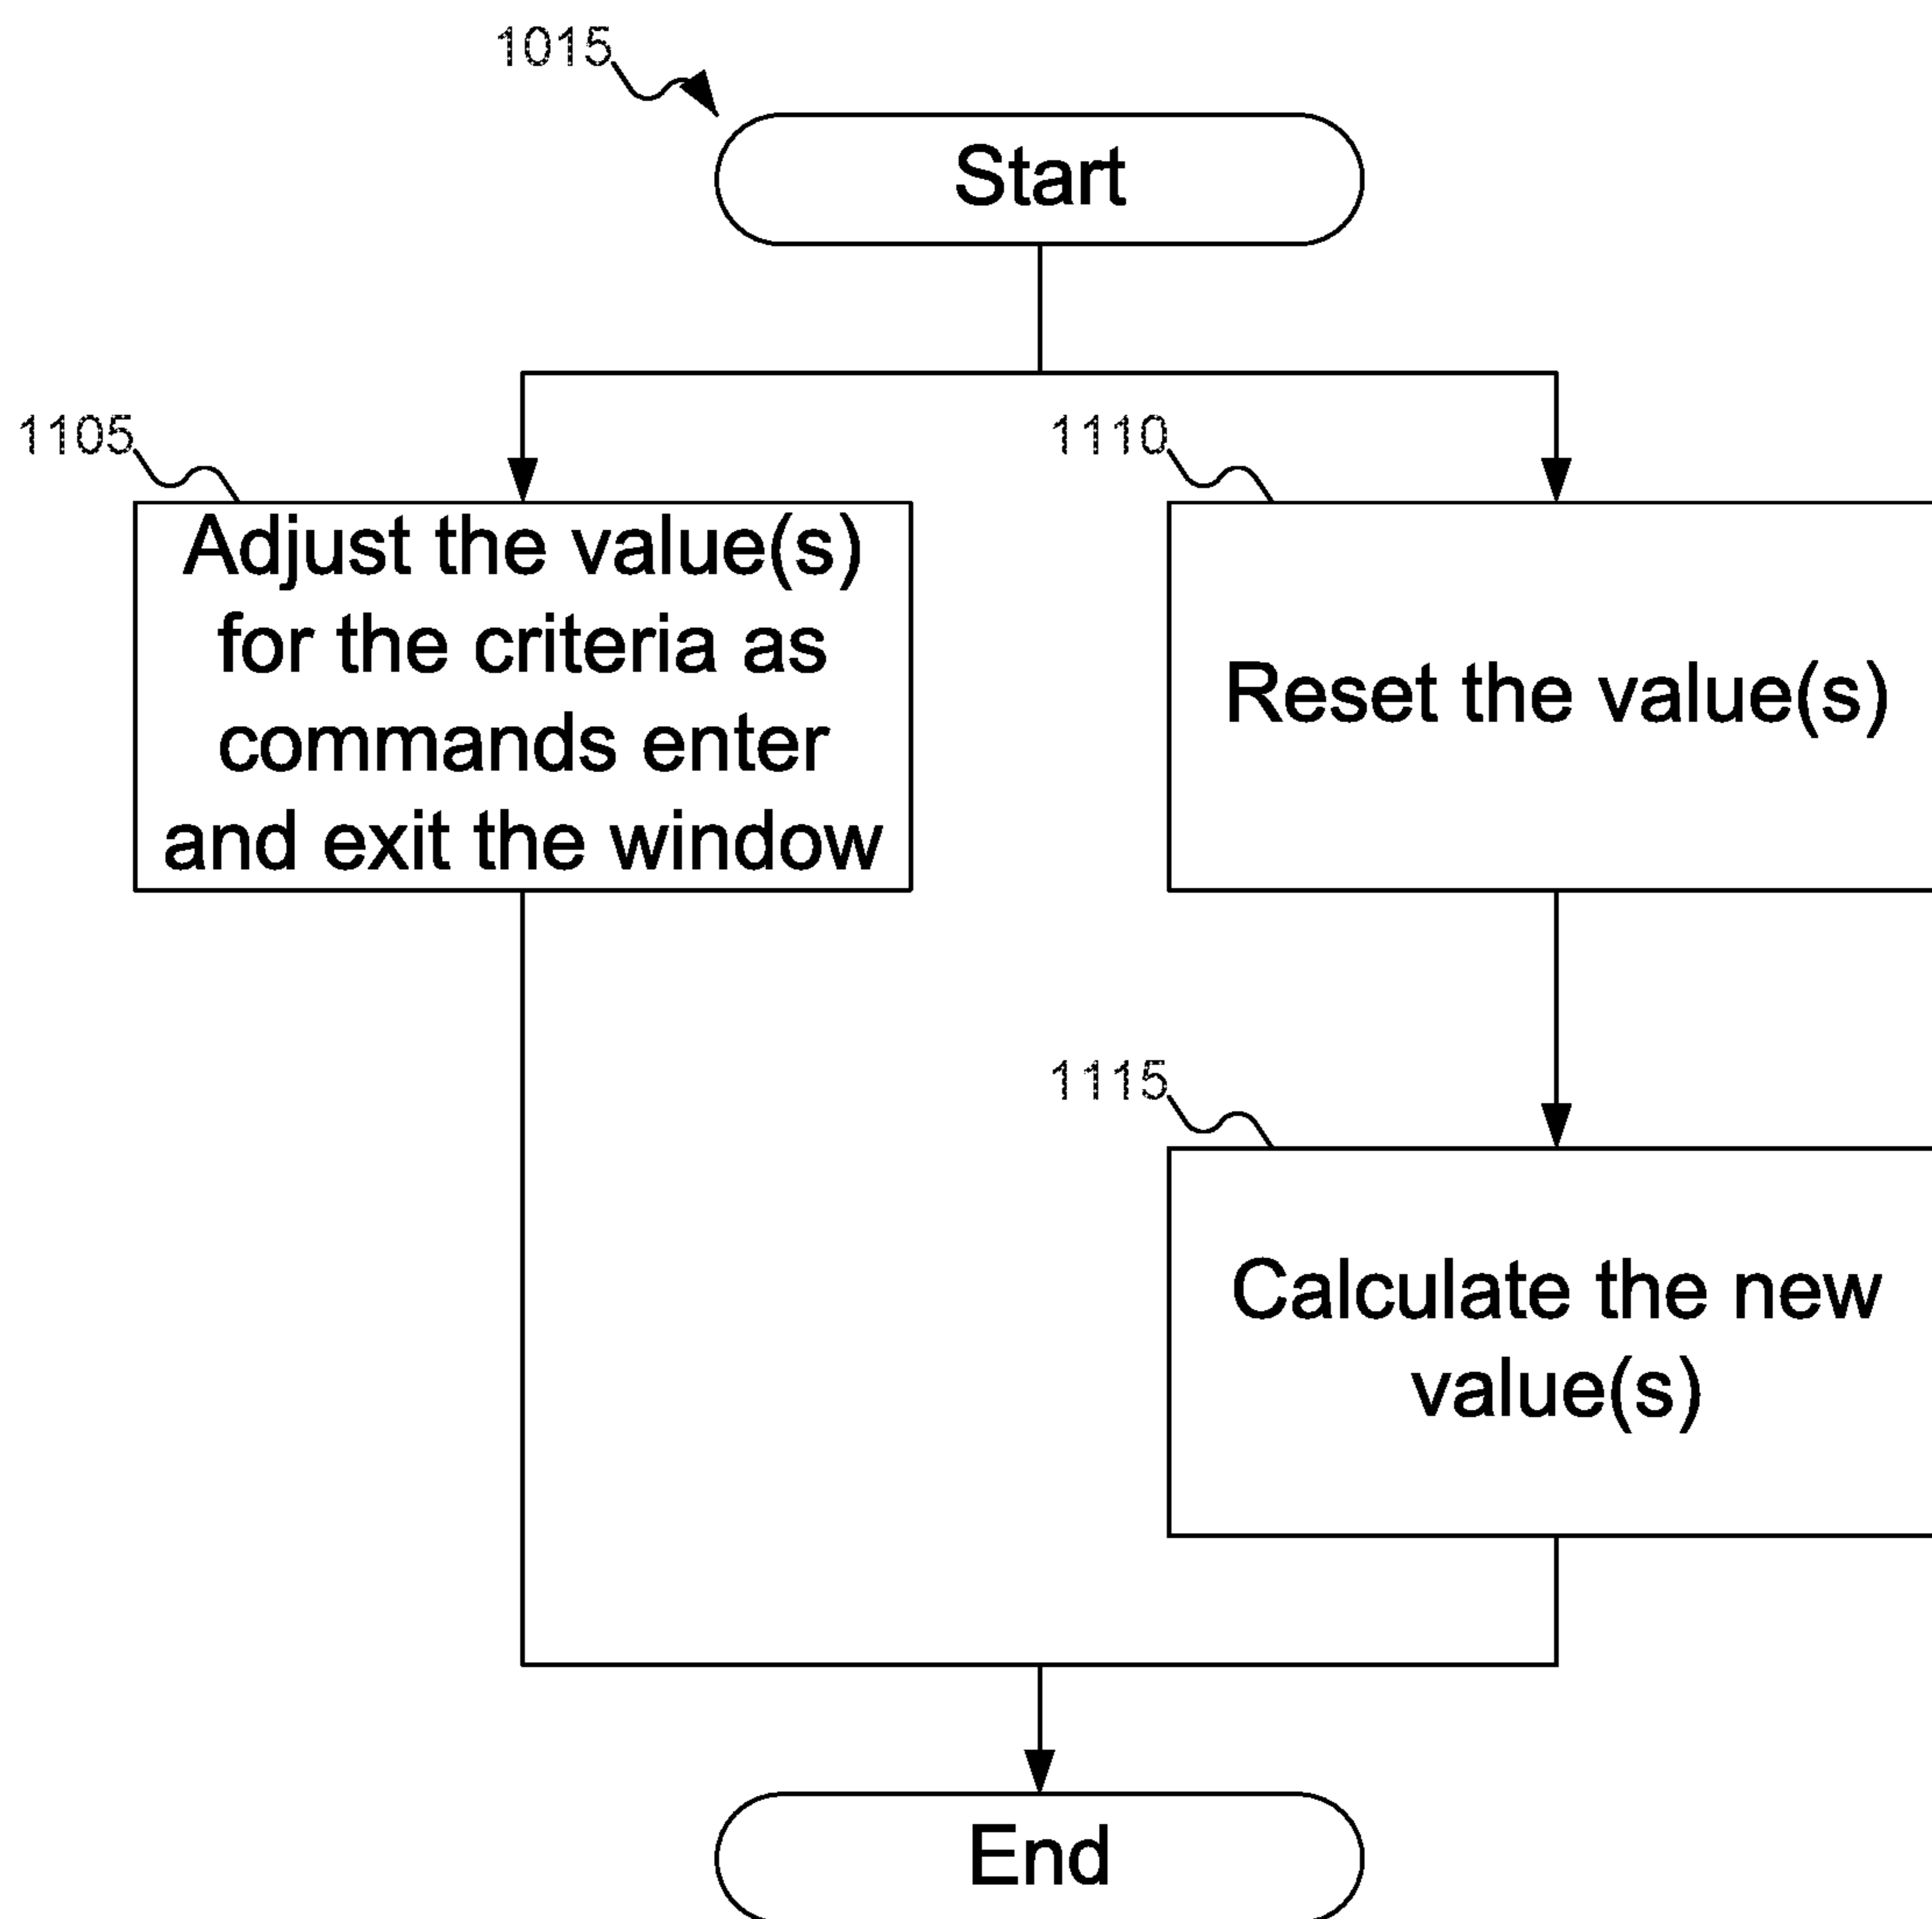 1015
Start
1105
Adjust the value(s)
for the criteria as
commands enter
and exit the window
1110
Reset the value(s)
1115
Calculate the new
value(s)
End